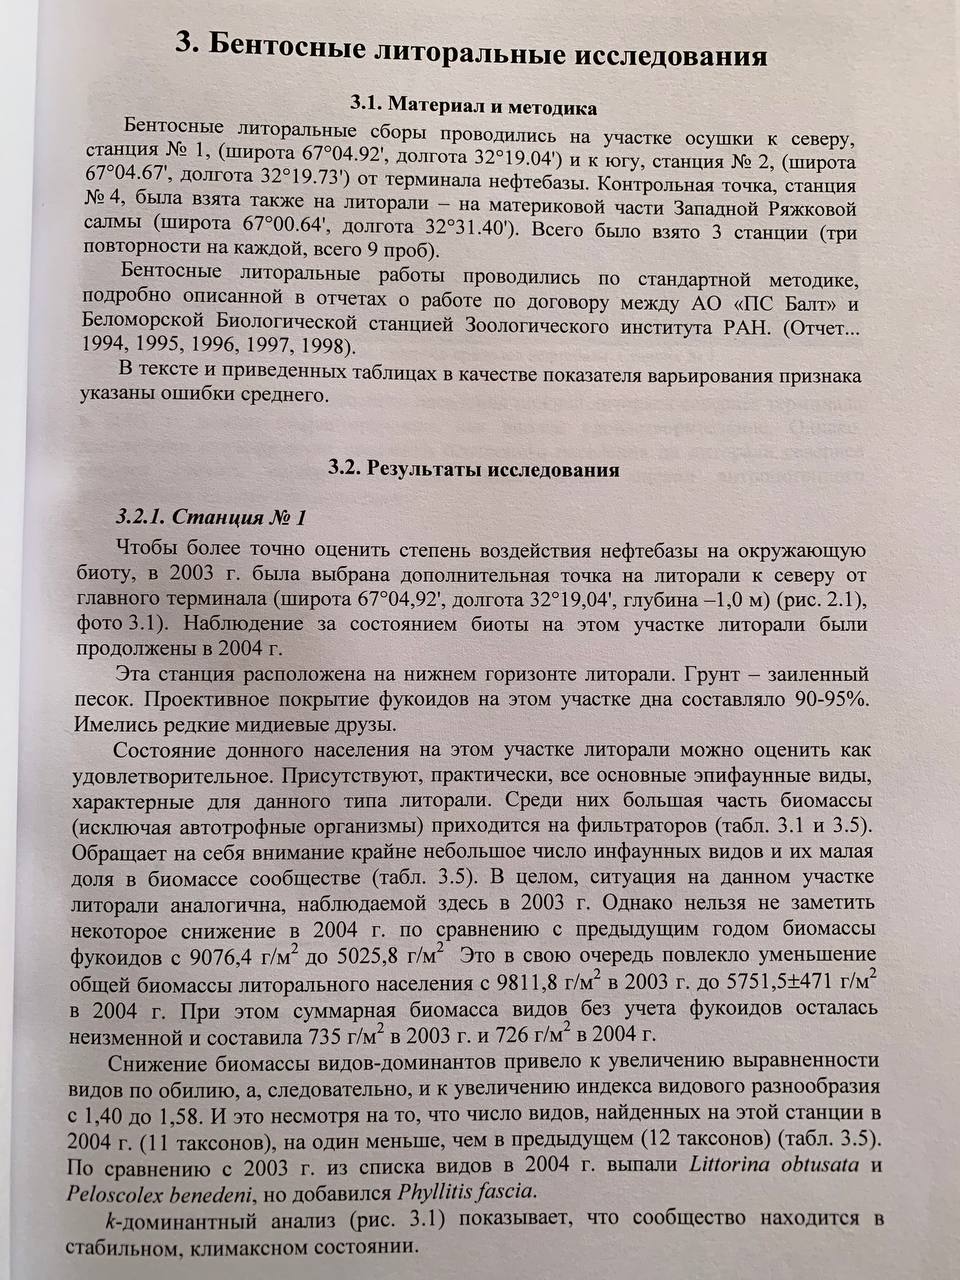 3. Бентосные литоральные исследования
3.1. Материал и методика
Бентосные литоральные сборы проводились на участке осушки к северу,
станция № 1, (широта 67°04.92', долгота 32°19.04') и к югу, станция № 2, (широта
67°04.67', долгота 32°19.73') от терминала нефтебазы. Контрольная точка, станция
№ 4, была взята также на литорали – на материковой части Западной Ряжковой
салмы (широта 67°00.64', долгота 32°31.40'). Всего было взято 3 станции (три
повторности на каждой, всего 9 проб).
Бентосные литоральные работы проводились по стандартной методике,
подробно описанной в отчетах о работе по договору между АО «ПС Балт» и
Беломорской Биологической станцией Зоологического института РАН. (Отчет...
1994, 1995, 1996, 1997, 1998).
В тексте и приведенных таблицах в качестве показателя варьирования признака
указаны ошибки среднего.
3.2. Результаты исследования
3.2.1. Станция № 1
Чтобы более точно оценить степень воздействия нефтебазы на окружающую
биоту, в 2003 г. была выбрана дополнительная точка на литорали к северу от
главного терминала (широта 67°04,92', долгота 32°19,04', глубина –1,0 м) (рис. 2.1),
фото 3.1). Наблюдение за состоянием биоты на этом участке литорали были
продолжены в 2004 г.
Эта станция расположена на нижнем горизонте литорали. Грунт – заиленный
песок. Проективное покрытие фукоидов на этом участке дна составляло 90-95%.
Имелись редкие мидиевые друзы.
Состояние донного населения на этом участке литорали можно оценить как
удовлетворительное. Присутствуют, практически, все основные эпифаунные виды,
характерные для данного типа литорали. Среди них большая часть биомассы
(исключая автотрофные организмы) приходится на фильтраторов (табл. 3.1 и 3.5).
Обращает на себя внимание крайне небольшое число инфаунных видов и их малая
доля в биомассе сообществе (табл. 3.5). В целом, ситуация на данном участке
литорали аналогична, наблюдаемой здесь в 2003 г. Однако нельзя не заметить
некоторое снижение в 2004 г. по сравнению с предыдущим годом биомассы
фукоидов с 9076,4 г/м² до 5025,8 г/м² Это в свою очередь повлекло уменьшение
общей биомассы литорального населения с 9811,8 г/м² в 2003 г. до 5751,5±471 г/м²
в 2004 г. При этом суммарная биомасса видов без учета фукоидов осталась
неизменной и составила 735 г/м² в 2003 г. и 726 г/м² в 2004 г.
Снижение биомассы видов-доминантов привело к увеличению выравненности
видов по обилию, а, следовательно, и к увеличению индекса видового разнообразия
с 1,40 до 1,58. И это несмотря на то, что число видов, найденных на этой станции в
2004 г. (11 таксонов), на один меньше, чем в предыдущем (12 таксонов) (табл. 3.5).
По сравнению с 2003 г. из списка видов в 2004 г. выпали Littorina obtusata и
Peloscolex benedeni, но добавился Phyllitis fascia.
k-доминантный анализ (рис. 3.1) показывает, что сообщество находится в
стабильном, климаксном состоянии.